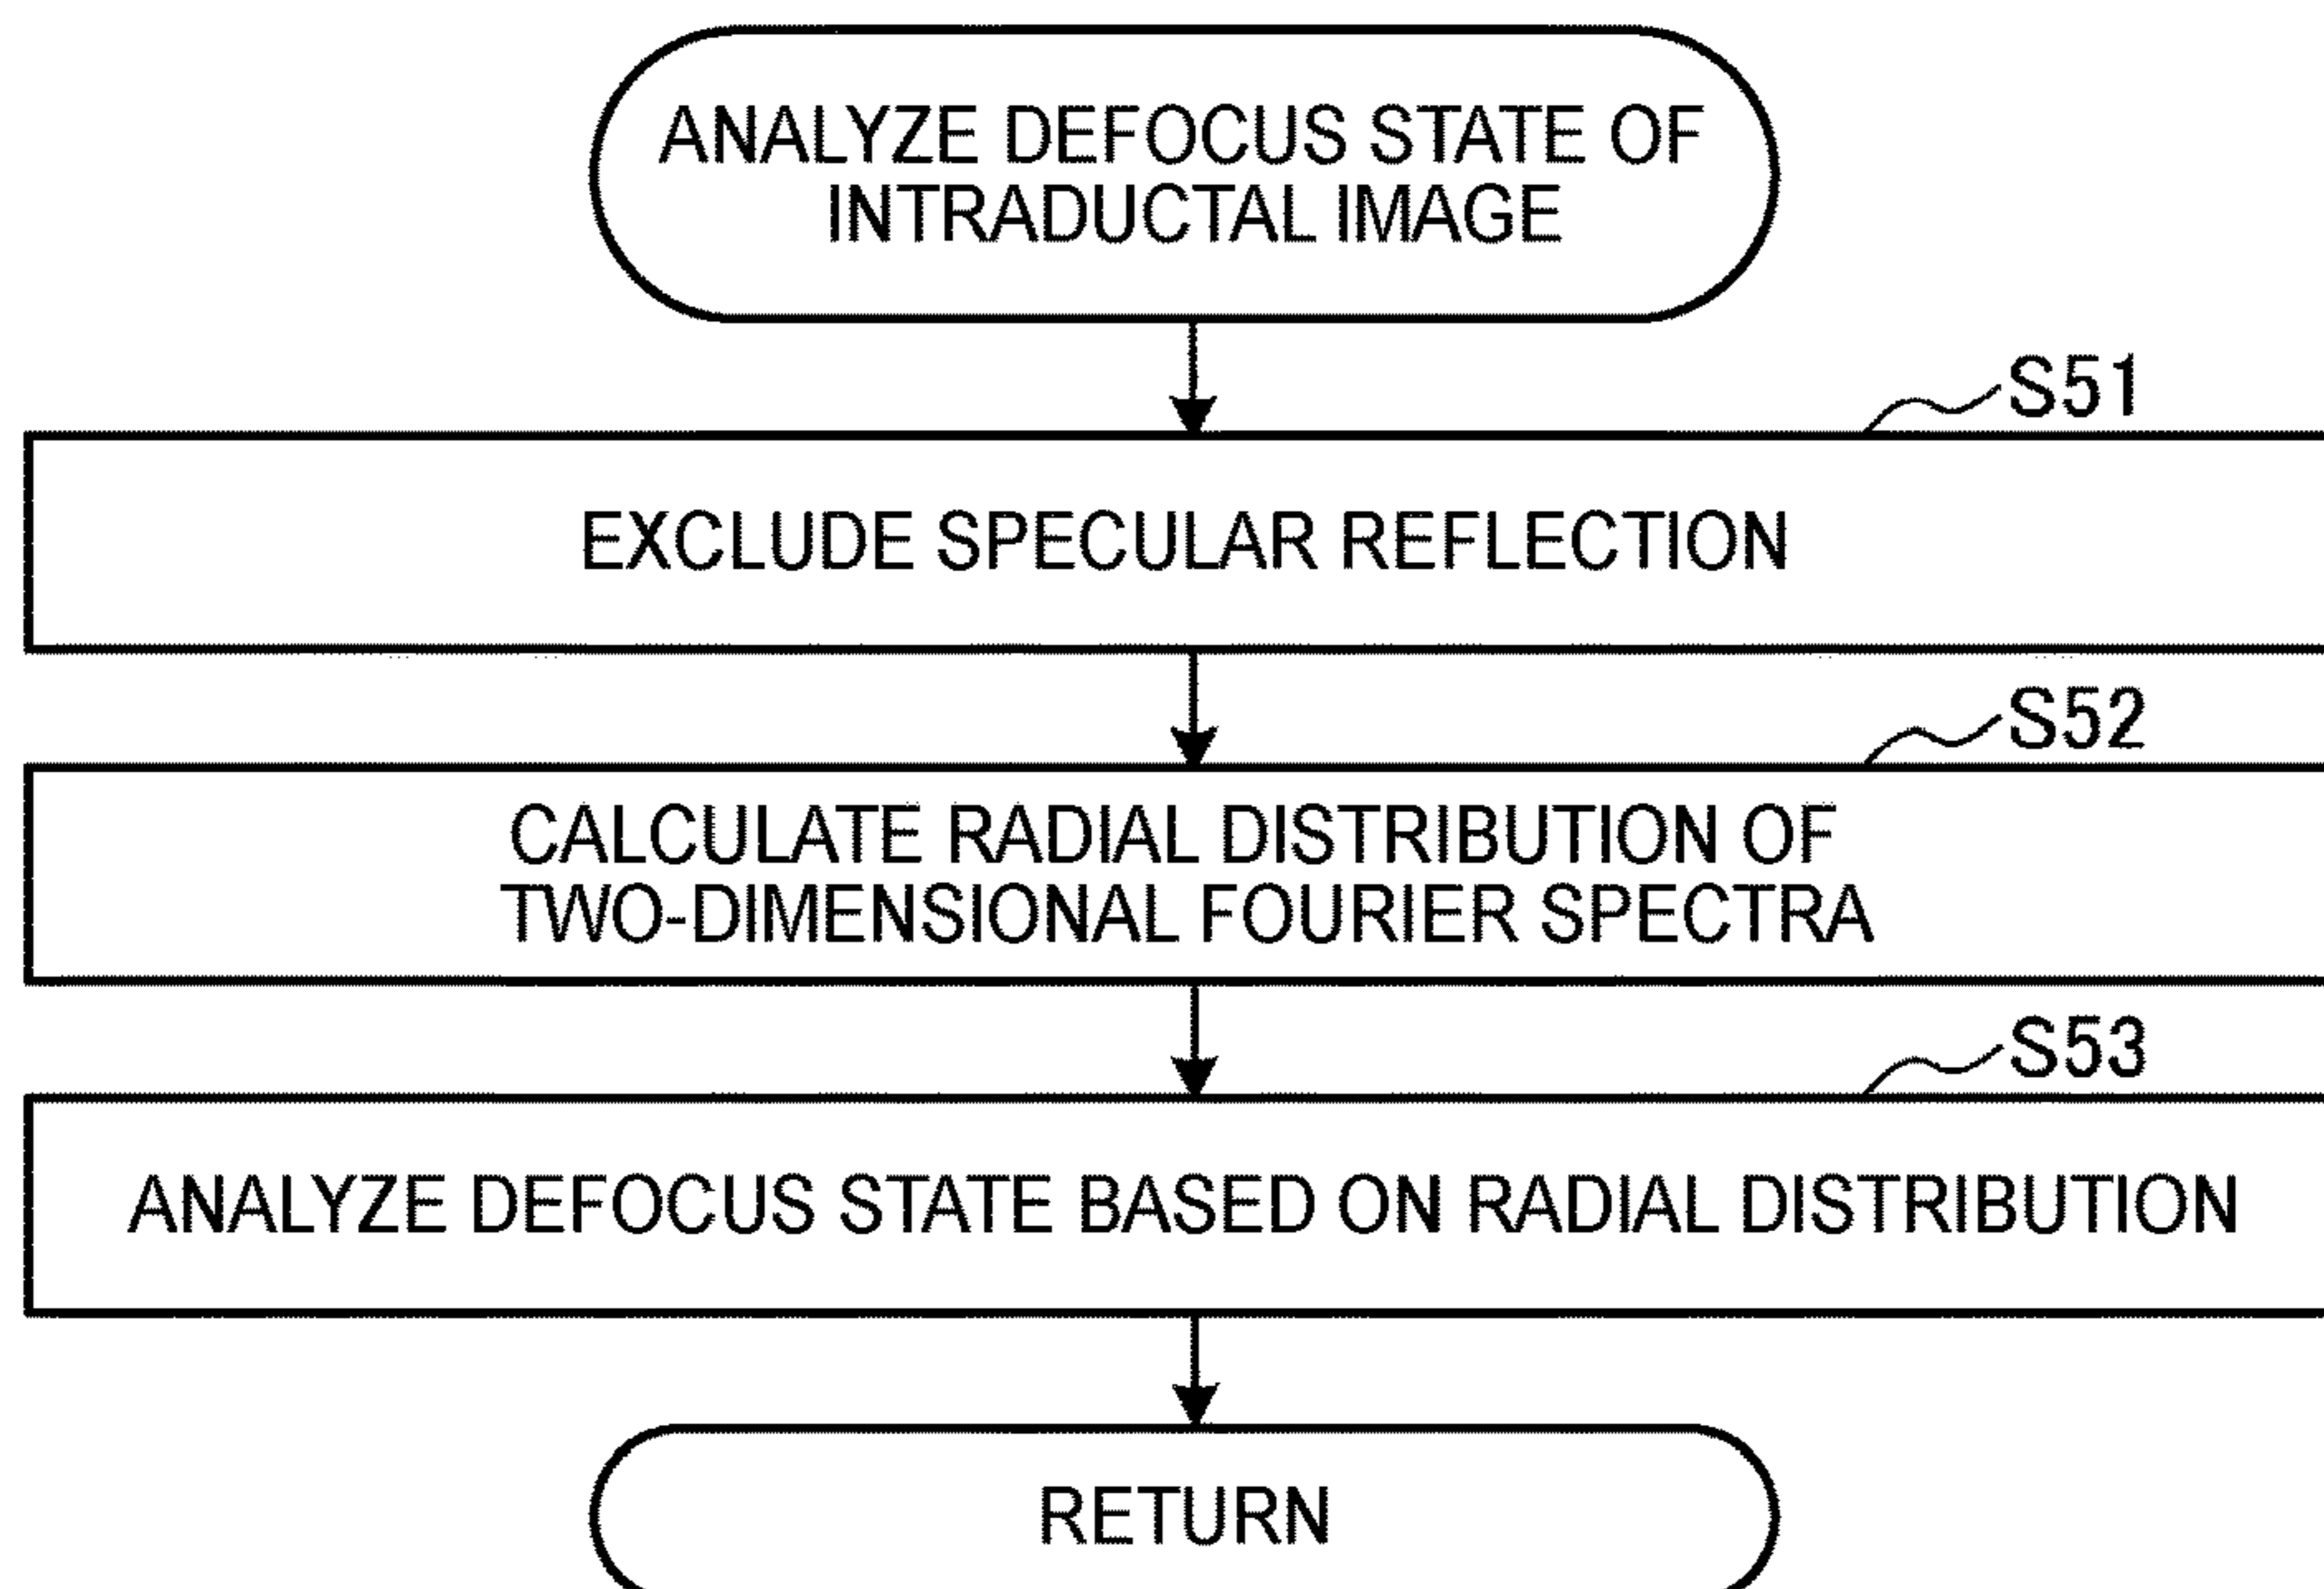 ANALYZE DEFOCUS STATE OF
INTRADUCTAL IMAGE
S51
EXCLUDE SPECULAR REFLECTION
S52
CALCULATE RADIAL DISTRIBUTION OF
TWO-DIMENSIONAL FOURIER SPECTRA
S53
ANALYZE DEFOCUS STATE BASED ON RADIAL DISTRIBUTION
RETURN